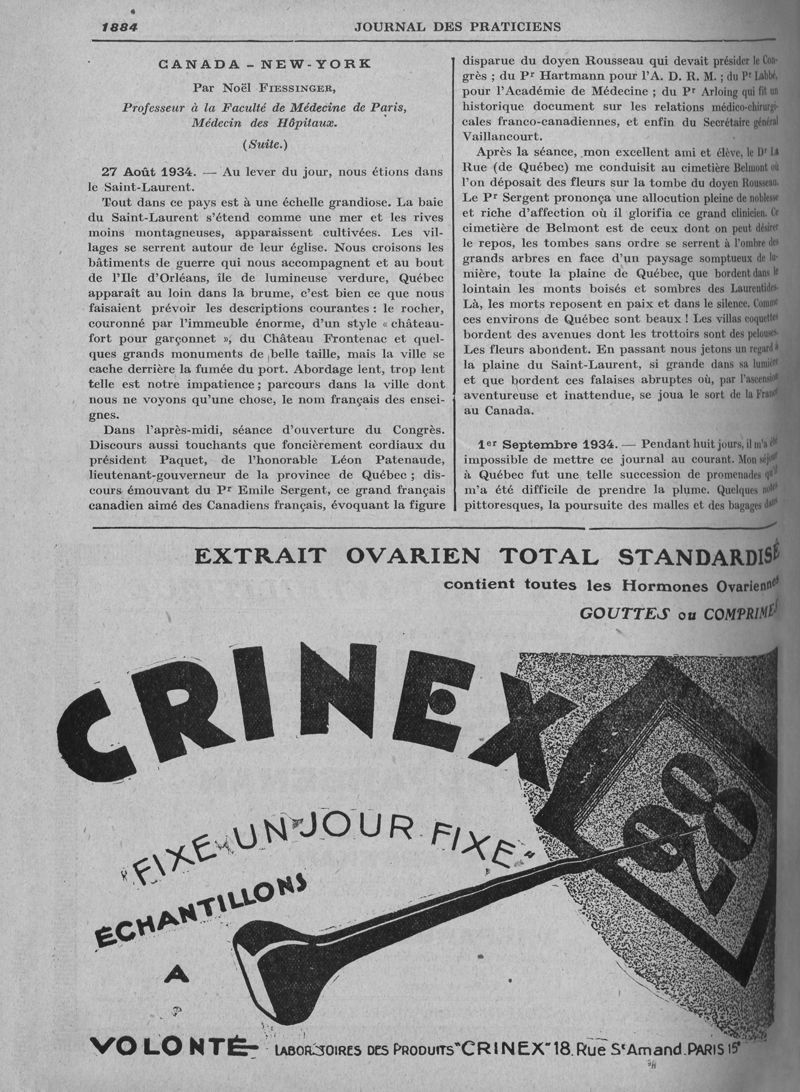 1884
JOURNAL DES PRATICIENS
CANADA - NEW-YORK
Par Noël FIESSINGER,
Professeur à la Faculté de Médecine de Paris,
Médecin des Hôpitaux.
(Suite.)
27 Août 1934. — Au lever du jour, nous étions dans
le Saint-Laurent.
Tout dans ce pays est à une échelle grandiose. La baie
du Saint-Laurent s'étend comme une mer et les rives
moins montagneuses, apparaissent cultivées. Les vil-
lages se serrent autour de leur église. Nous croisons les
bâtiments de guerre qui nous accompagnent et au bout
de l'Ile d'Orléans, île de lumineuse verdure, Québec
apparaît au loin dans la brume, c'est bien ce que nous
faisaient prévoir les descriptions courantes : le rocher,
couronné par l'immeuble énorme, d'un style « château-
fort pour garçonnet », du Château Frontenac et quel-
ques grands monuments de belle taille, mais la ville se
cache derrière la fumée du port. Abordage lent, trop lent
telle est notre impatience ; parcours dans la ville dont
nous ne voyons qu'une chose, le nom français des ensei-
gnes.
Dans l'après-midi, séance d'ouverture du Congrès.
Discours aussi touchants que foncièrement cordiaux du
président Paquet, de l'honorable Léon Patenaude,
lieutenant-gouverneur de la province de Québec ; dis-
cours émouvant du Pr Emile Sergent, ce grand français
canadien aimé des Canadiens français, évoquant la figure
disparue du doyen Rousseau qui devait présider le Con-
grès ; du Pr Hartmann pour l'A. D. R. M. ; du Pr Labbé,
pour l'Académie de Médecine ; du Pr Arloing qui fit un
historique document sur les relations médico-chirurgi-
cales franco-canadiennes, et enfin du Secrétaire général
Vaillancourt.
Après la séance, mon excellent ami et élève, le Dr La
Rue (de Québec) me conduisit au cimetière Belmont où
l'on déposait des fleurs sur la tombe du doyen Rousseau.
Le Pr Sergent prononça une allocution pleine de noblesse
et riche d'affection où il glorifia ce grand clinicien. Ce
cimetière de Belmont est de ceux dont on peut désirer
le repos, les tombes sans ordre se serrent à l'ombre des
grands arbres en face d'un paysage somptueux de lu-
mière, toute la plaine de Québec, que bordent dans le
lointain les monts boisés et sombres des Laurentides.
Là, les morts reposent en paix et dans le silence. Comme
ces environs de Québec sont beaux ! Les villas coquettes
bordent des avenues dont les trottoirs sont des pelouses.
Les fleurs abondent. En passant nous jetons un regard à
la plaine du Saint-Laurent, si grande dans sa lumière
et que bordent ces falaises abruptes où, par l'ascension
aventureuse et inattendue, se joua le sort de la France
au Canada.
1er Septembre 1934. — Pendant huit jours, il m'a été
impossible de mettre ce journal au courant. Mon séjour
à Québec fut une telle succession de promenades qu'il
m'a été difficile de prendre la plume. Quelques notes
pittoresques, la poursuite des malles et des bagages dans
EXTRAIT OVARIEN TOTAL STANDARDISÉ
contient toutes les Hormones Ovariennes
GOUTTES ou COMPRIMÉS
CRINEX
28
"FIXE UN JOUR FIXE"
ÉCHANTILLONS
A
VOLONTÉ-
LABORATOIRES DES PRODUITS "CRINEX" 18. Rue St Amand. PARIS 15e